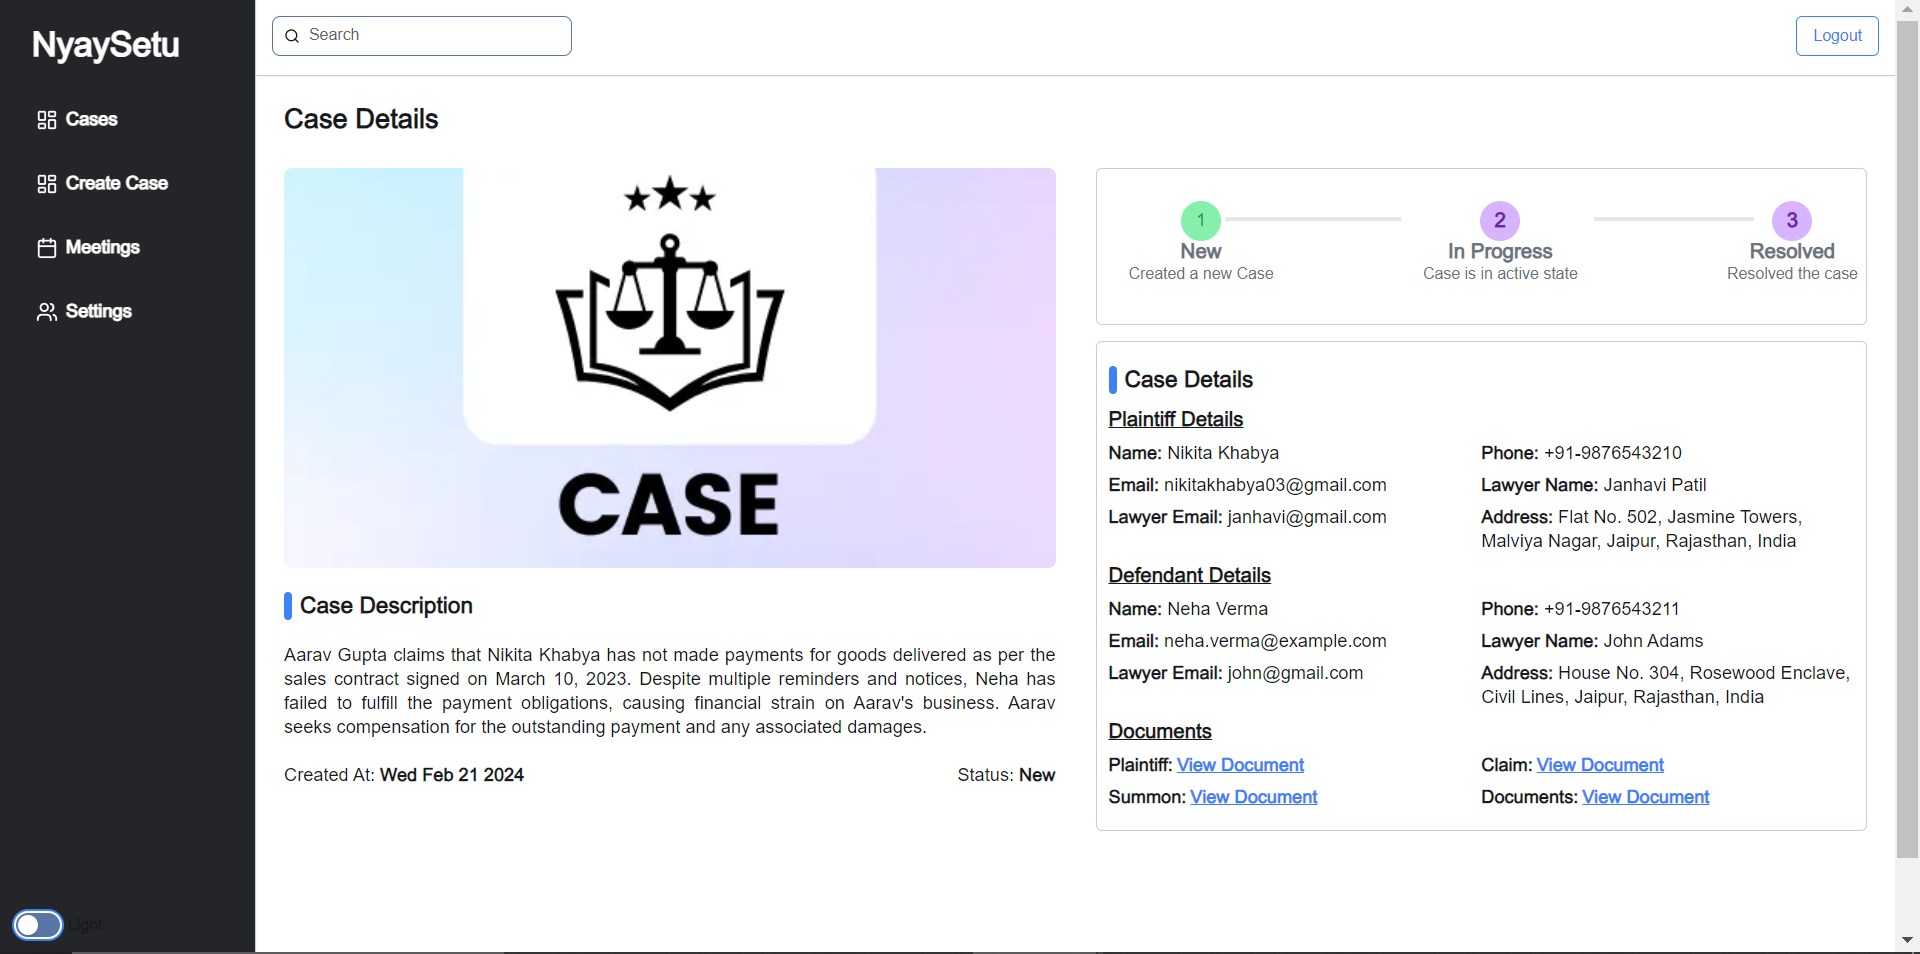 NyaySetu
Cases
Create Case
Meetings
Settings
Light
Search
Logout
Case Details
CASE
Case Description
Aarav Gupta claims that Nikita Khabya has not made payments for goods delivered as per the
sales contract signed on March 10, 2023. Despite multiple reminders and notices, Neha has
failed to fulfill the payment obligations, causing financial strain on Aarav's business. Aarav
seeks compensation for the outstanding payment and any associated damages.
Created At: Wed Feb 21 2024 Status: New
1 2 3
New In Progress Resolved
Created a new Case Case is in active state Resolved the case
Case Details
Plaintiff Details
Name: Nikita Khabya Phone: +91-9876543210
Email: nikitakhabya03@gmail.com Lawyer Name: Janhavi Patil
Lawyer Email: janhavi@gmail.com Address: Flat No. 502, Jasmine Towers,
Malviya Nagar, Jaipur, Rajasthan, India
Defendant Details
Name: Neha Verma Phone: +91-9876543211
Email: neha.verma@example.com Lawyer Name: John Adams
Lawyer Email: john@gmail.com Address: House No. 304, Rosewood Enclave,
Civil Lines, Jaipur, Rajasthan, India
Documents
Plaintiff: View Document Claim: View Document
Summon: View Document Documents: View Document